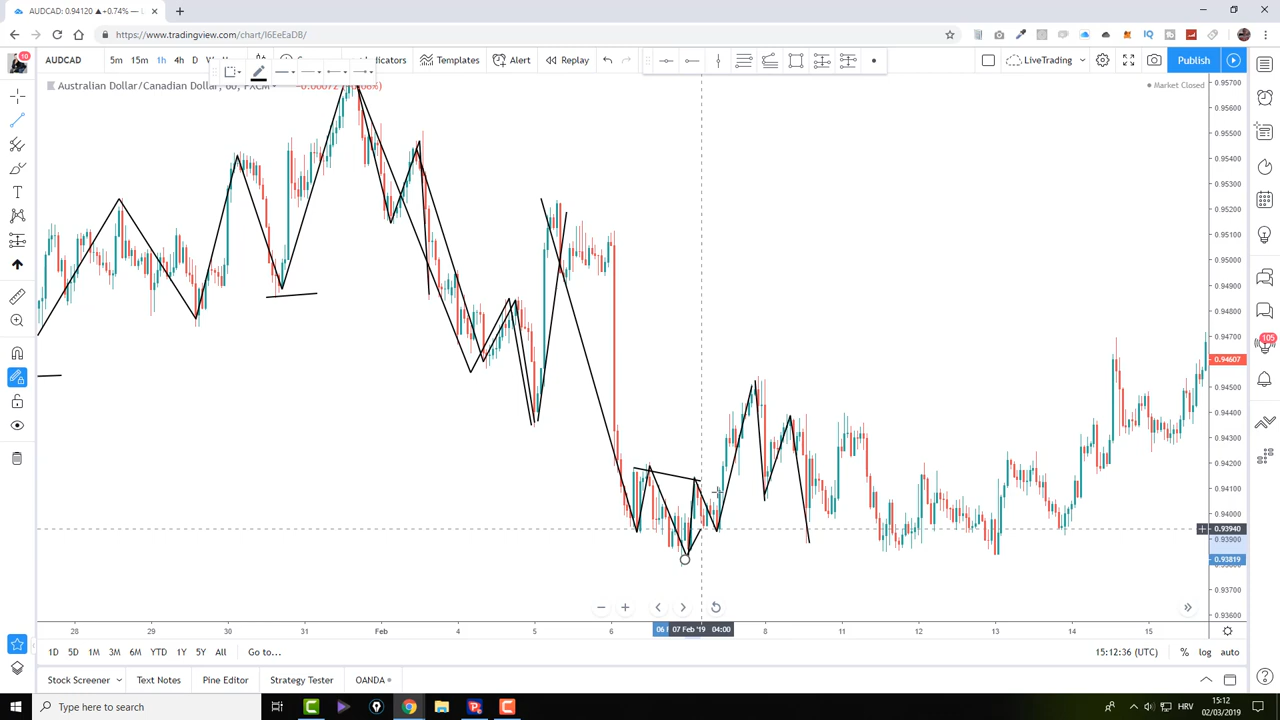 AUDCAD: 0.94120 ▲+0.74% — L
https://www.tradingview.com/chart/I6EeEaDB/
AUDCAD
5m 15m 1h 4h D
Indicators
Templates
Alert
Replay
LiveTrading
Publish
Australian Dollar/Canadian Dollar, 60, FXCM
Market Closed
10
105
0.95700
0.95600
0.95500
0.95400
0.95300
0.95200
0.95100
0.95000
0.94900
0.94800
0.94700
0.94607
0.94500
0.94400
0.94300
0.94200
0.94100
0.94000
0.93940
0.93900
0.93819
0.93700
0.93600
28 29 30 31 Feb 4 5 6 06 07 Feb '19 04:00 8 11 12 13 14 15
1D 5D 1M 3M 6M YTD 1Y 5Y All Go to...
15:12:36 (UTC) % log auto
Stock Screener Text Notes Pine Editor Strategy Tester OANDA
Type here to search
HRV
15:12
02/03/2019